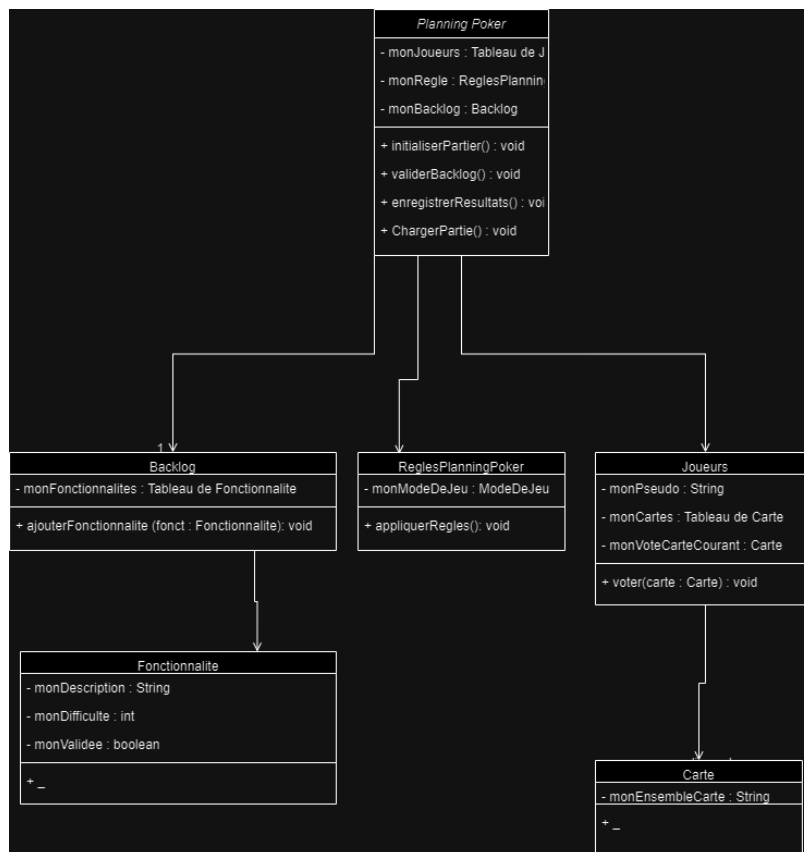 Planning Poker
- monJoueurs : Tableau de J
- monRegle : ReglesPlannin
- monBacklog : Backlog
+ initialiserPartier() : void
+ validerBacklog() : void
+ enregistrerResultats() : voi
+ ChargerPartie() : void
1
Backlog
- monFonctionnalites : Tableau de Fonctionnalite
+ ajouterFonctionnalite (fonct : Fonctionnalite): void
ReglesPlanningPoker
- monModeDeJeu : ModeDeJeu
+ appliquerRegles(): void
Joueurs
- monPseudo : String
- monCartes : Tableau de Carte
- monVoteCarteCourant : Carte
+ voter(carte : Carte) : void
Fonctionnalite
- monDescription : String
- monDifficulte : int
- monValidee : boolean
+ _
Carte
- monEnsembleCarte : String
+ _